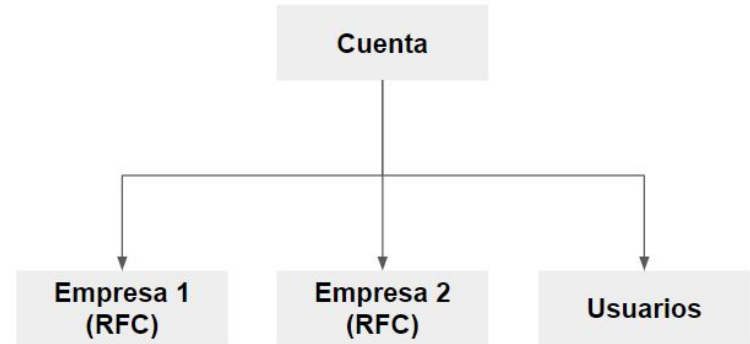 Cuenta
Empresa 1
(RFC)
Empresa 2
(RFC)
Usuarios